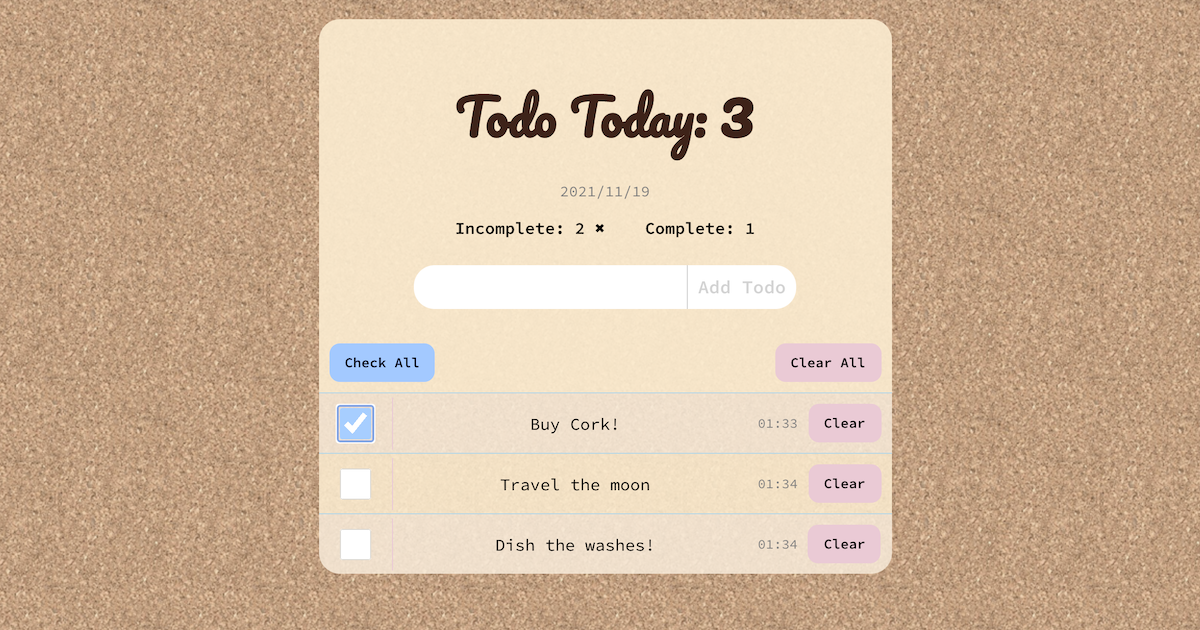 Todo Today: 3
2021/11/19
Incomplete: 2 ✖ Complete: 1
Add Todo
Check All Clear All
Buy Cork! 01:33 Clear
Travel the moon 01:34 Clear
Dish the washes! 01:34 Clear